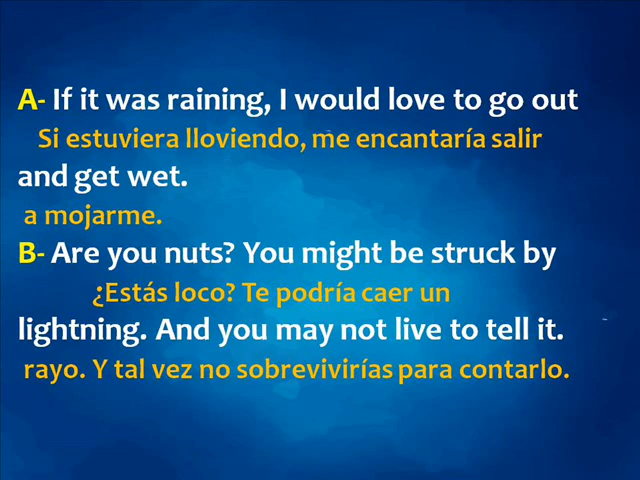 A- If it was raining, I would love to go out
Si estuviera lloviendo, me encantaría salir
and get wet.
a mojarme.
B- Are you nuts? You might be struck by
¿Estás loco? Te podría caer un
lightning. And you may not live to tell it.
rayo. Y tal vez no sobrevivirías para contarlo.